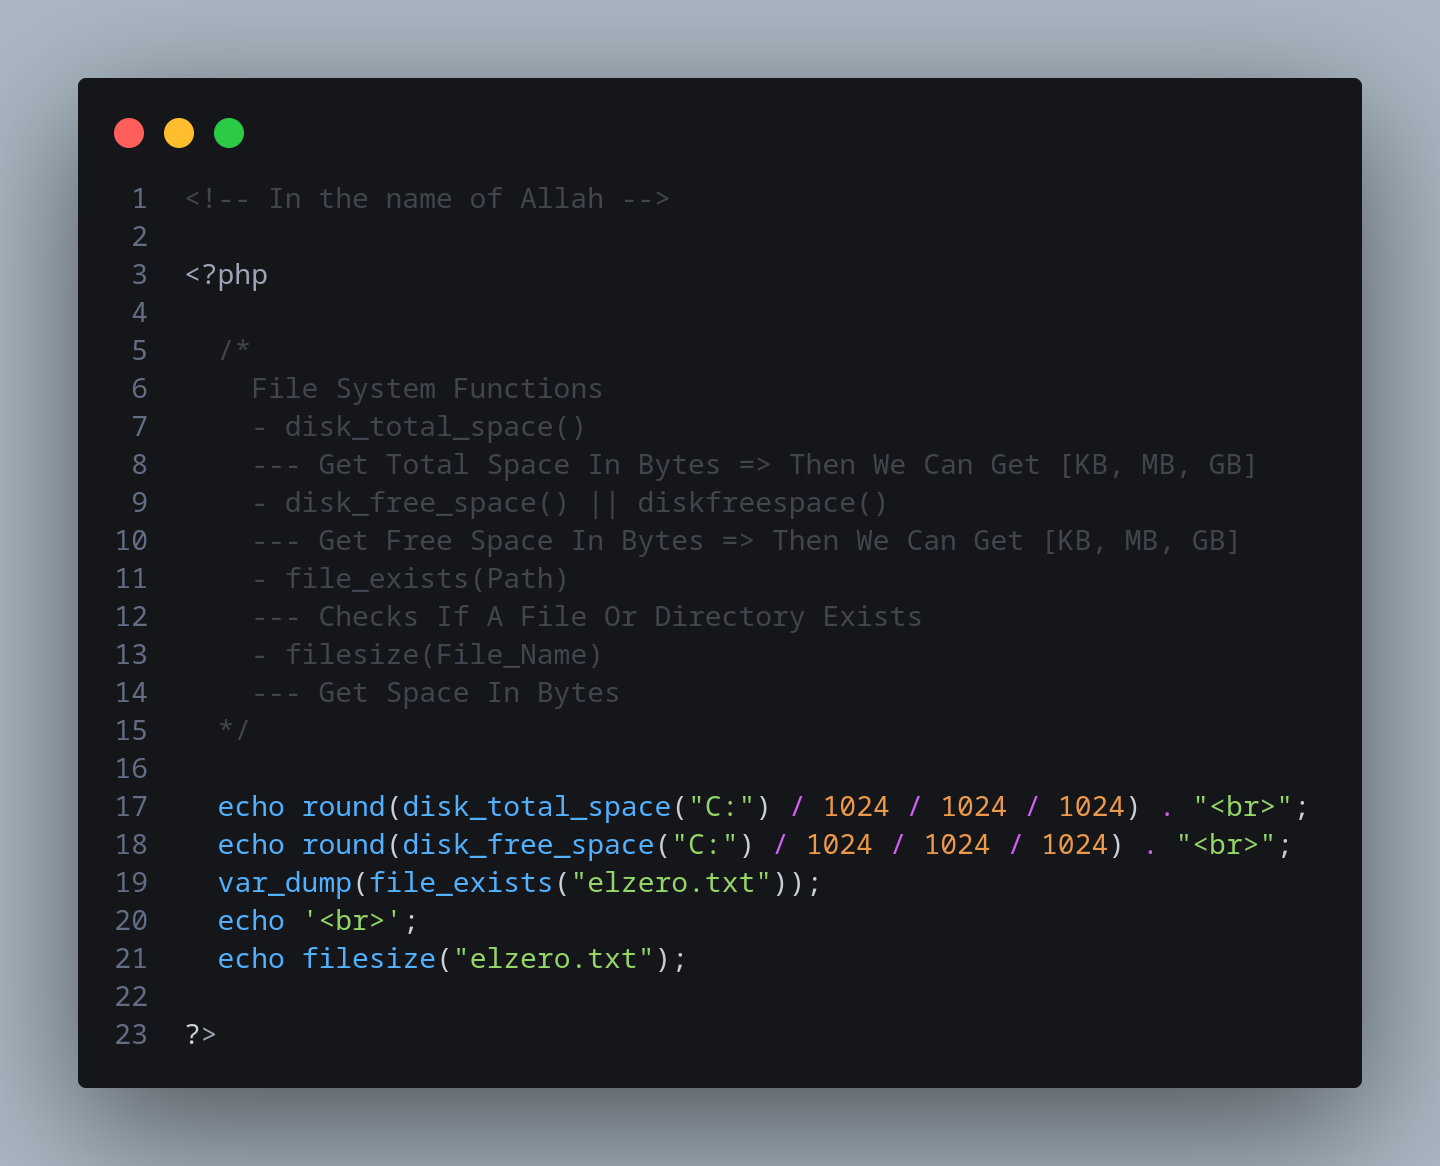 1 <!-- In the name of Allah -->
2
3 <?php
4
5 /*
6 File System Functions
7 - disk_total_space()
8 --- Get Total Space In Bytes => Then We Can Get [KB, MB, GB]
9 - disk_free_space() || diskfreespace()
10 --- Get Free Space In Bytes => Then We Can Get [KB, MB, GB]
11 - file_exists(Path)
12 --- Checks If A File Or Directory Exists
13 - filesize(File_Name)
14 --- Get Space In Bytes
15 */
16
17 echo round(disk_total_space("C:") / 1024 / 1024 / 1024) . "<br>";
18 echo round(disk_free_space("C:") / 1024 / 1024 / 1024) . "<br>";
19 var_dump(file_exists("elzero.txt"));
20 echo '<br>';
21 echo filesize("elzero.txt");
22
23 ?>